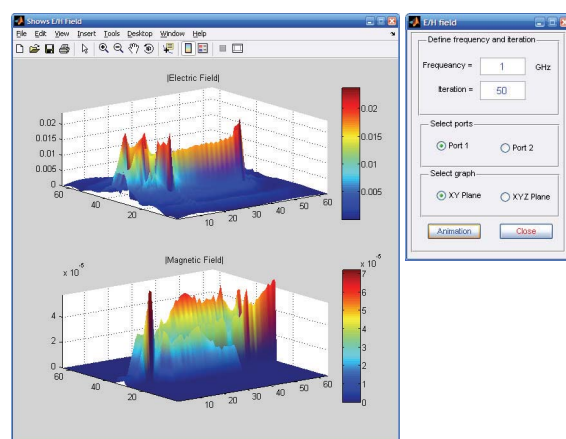 Shows E/H Field
File Edit View Insert Tools Desktop Window Help
|Electric Field|
0.02
0.015
0.01
0.005
0
60
40
20
10 20 30 40 50 60
0.02
0.015
0.01
0.005
|Magnetic Field|
x 10-5
4
2
0
60
40
20
10 20 30 40 50 60
x 10-5
7
6
5
4
3
2
1
0
E/H field
Define frequency and iteration
Frequeancy = 1 GHz
Iteration = 50
Select ports
Port 1 Port 2
Select graph
XY Plane XYZ Plane
Animation Close